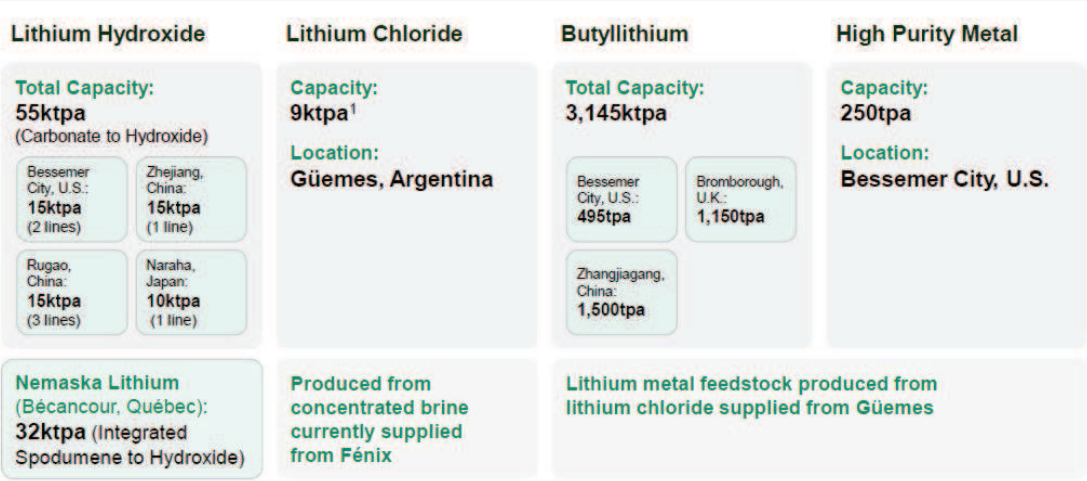 Lithium Hydroxide
Total Capacity:
55ktpa
(Carbonate to Hydroxide)
Bessemer
City, U.S.:
15ktpa
(2 lines)
Zhejiang,
China:
15ktpa
(1 line)
Rugao,
China:
15ktpa
(3 lines)
Naraha,
Japan:
10ktpa
(1 line)
Nemaska Lithium
(Bécancour, Québec):
32ktpa (Integrated
Spodumene to Hydroxide)
Lithium Chloride
Capacity:
9ktpa¹
Location:
Güemes, Argentina
Produced from
concentrated brine
currently supplied
from Fénix
Butyllithium
Total Capacity:
3,145ktpa
Bessemer
City, U.S.:
495tpa
Bromborough,
U.K.:
1,150tpa
Zhangjiagang,
China:
1,500tpa
High Purity Metal
Capacity:
250tpa
Location:
Bessemer City, U.S.
Lithium metal feedstock produced from
lithium chloride supplied from Güemes